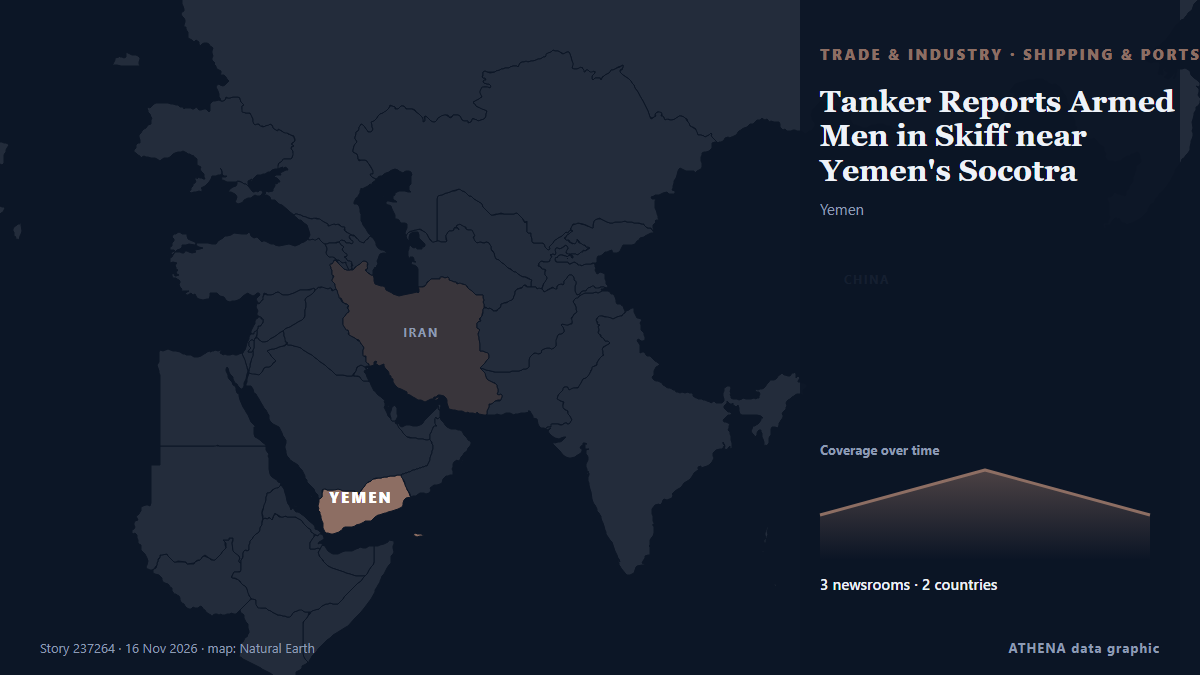 TRADE & INDUSTRY · SHIPPING & PORTS
Tanker Reports Armed
Men in Skiff near
Yemen's Socotra
Yemen
CHINA
IRAN
YEMEN
Coverage over time
3 newsrooms · 2 countries
Story 237264 · 16 Nov 2026 · map: Natural Earth
ATHENA data graphic